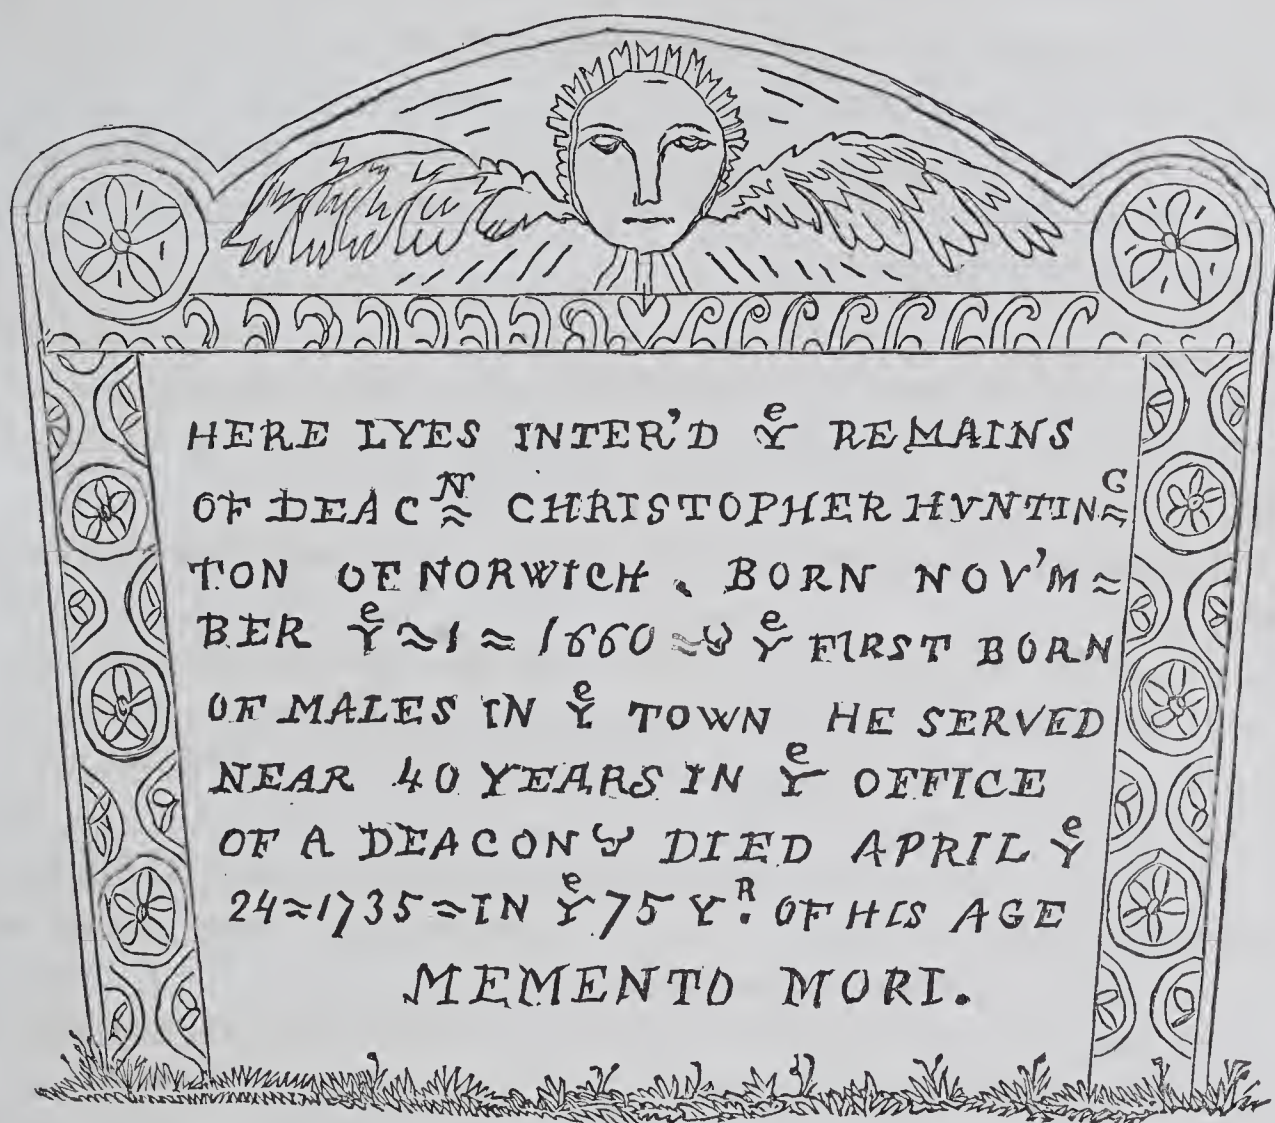 HERE LYES INTER'D Yᵉ REMAINS
OF DEACᴺ≈ CHRISTOPHER HVNTINᴳ≈
TON OF NORWICH. BORN NOV'M≈
BER Yᵉ≈1≈1660≈& Yᵉ FIRST BORN
OF MALES IN Yᵉ TOWN HE SERVED
NEAR 40 YEARS IN Yᵉ OFFICE
OF A DEACON & DIED APRIL Yᵉ
24≈1735≈IN Yᵉ 75 Yᴿ. OF HIS AGE
MEMENTO MORI.